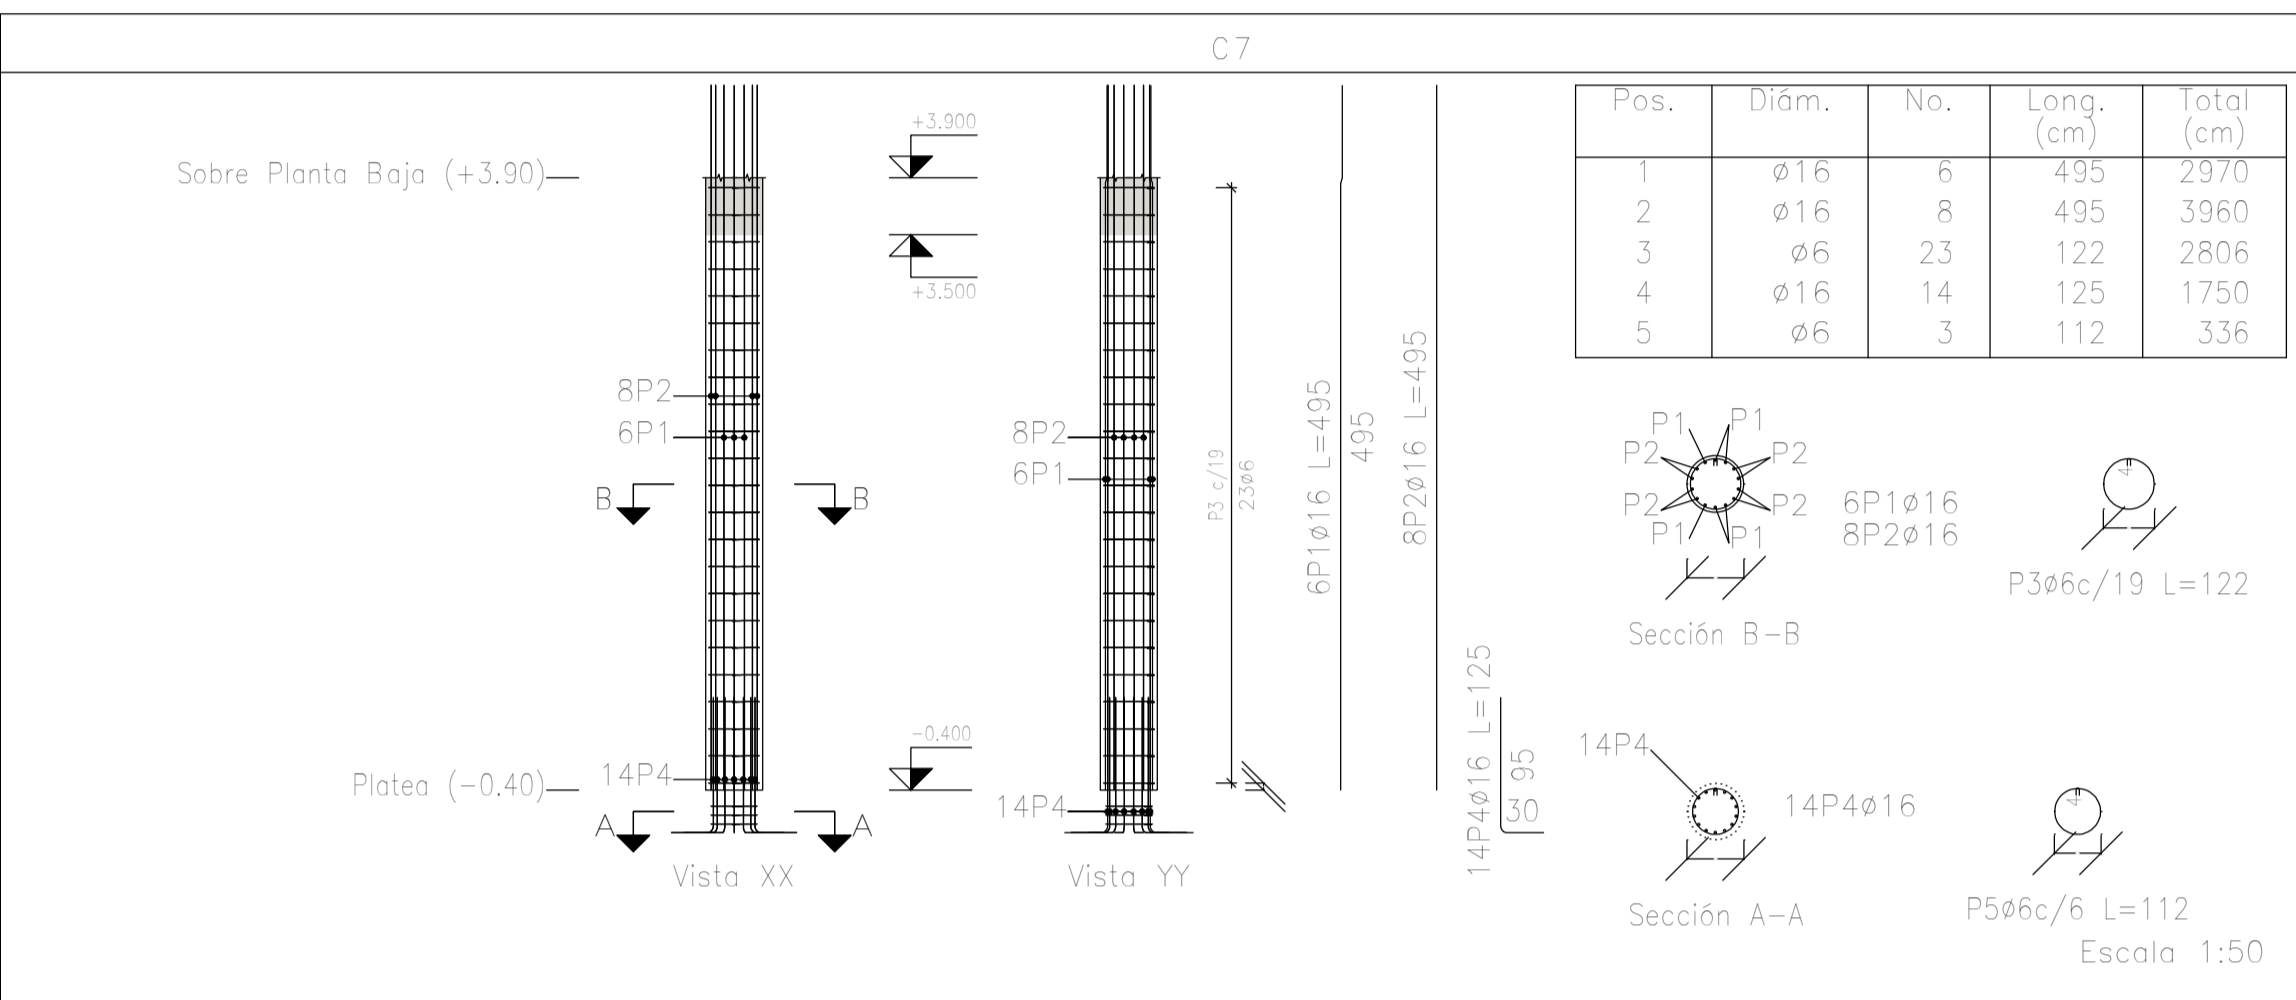 C7
Sobre Planta Baja (+3.90)
+3.900
+3.500
8P2
6P1
B
B
14P4
Platea (-0.40)
-0.400
A
A
Vista XX
8P2
6P1
14P4
Vista YY
P3 c/19
23ø6
6P1ø16 L=495
495
8P2ø16 L=495
14P4ø16 L=125
95
30
Pos. Diám. No. Long. (cm) Total (cm)
1 ø16 6 495 2970
2 ø16 8 495 3960
3 ø6 23 122 2806
4 ø16 14 125 1750
5 ø6 3 112 336
P1 P1
P2 P2
P2 P2
P1 P1
6P1ø16
8P2ø16
Sección B-B
4
P3ø6c/19 L=122
14P4
14P4ø16
Sección A-A
4
P5ø6c/6 L=112
Escala 1:50